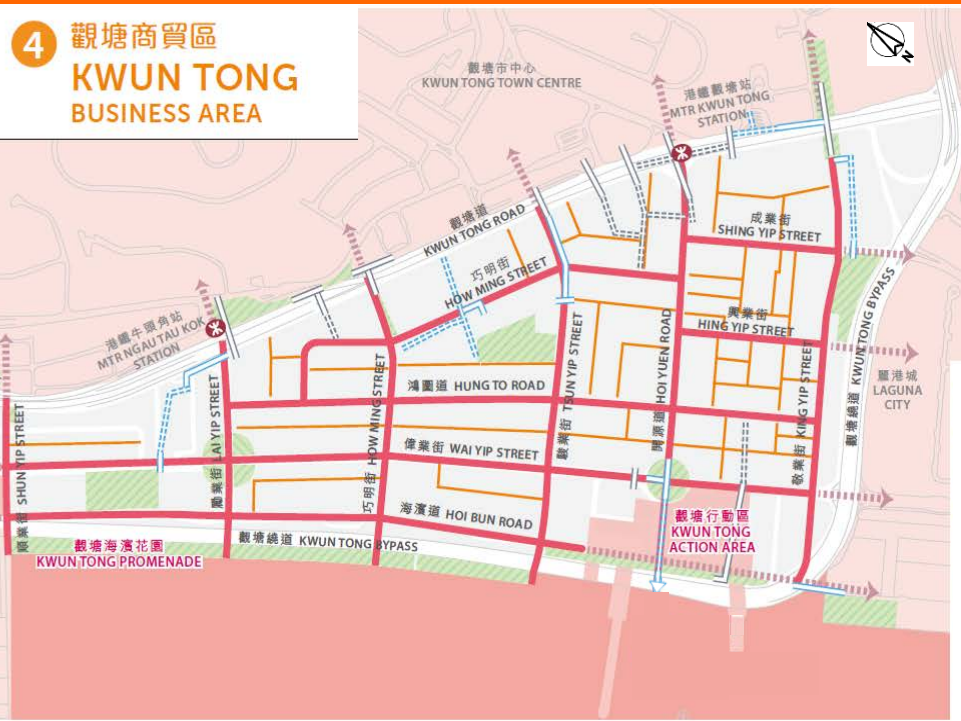 4
觀塘商貿區
KWUN TONG
BUSINESS AREA
N
觀塘市中心
KWUN TONG TOWN CENTRE
港鐵觀塘站
MTR KWUN TONG
STATION
成業街
SHING YIP STREET
觀塘道
KWUN TONG ROAD
巧明街
HOW MING STREET
港鐵牛頭角站
MTR NGAU TAU KOK
STATION
興業街
HING YIP STREET
觀塘繞道 KWUN TONG BYPASS
麗港城
LAGUNA
CITY
順業街 SHUN YIP STREET
勵業街 LAI YIP STREET
巧明街 HOW MING STREET
駿業街 TSUN YIP STREET
開源道 HOI YUEN ROAD
敬業街 KING YIP STREET
鴻圖道 HUNG TO ROAD
偉業街 WAI YIP STREET
海濱道 HOI BUN ROAD
觀塘繞道 KWUN TONG BYPASS
觀塘海濱花園
KWUN TONG PROMENADE
觀塘行動區
KWUN TONG
ACTION AREA